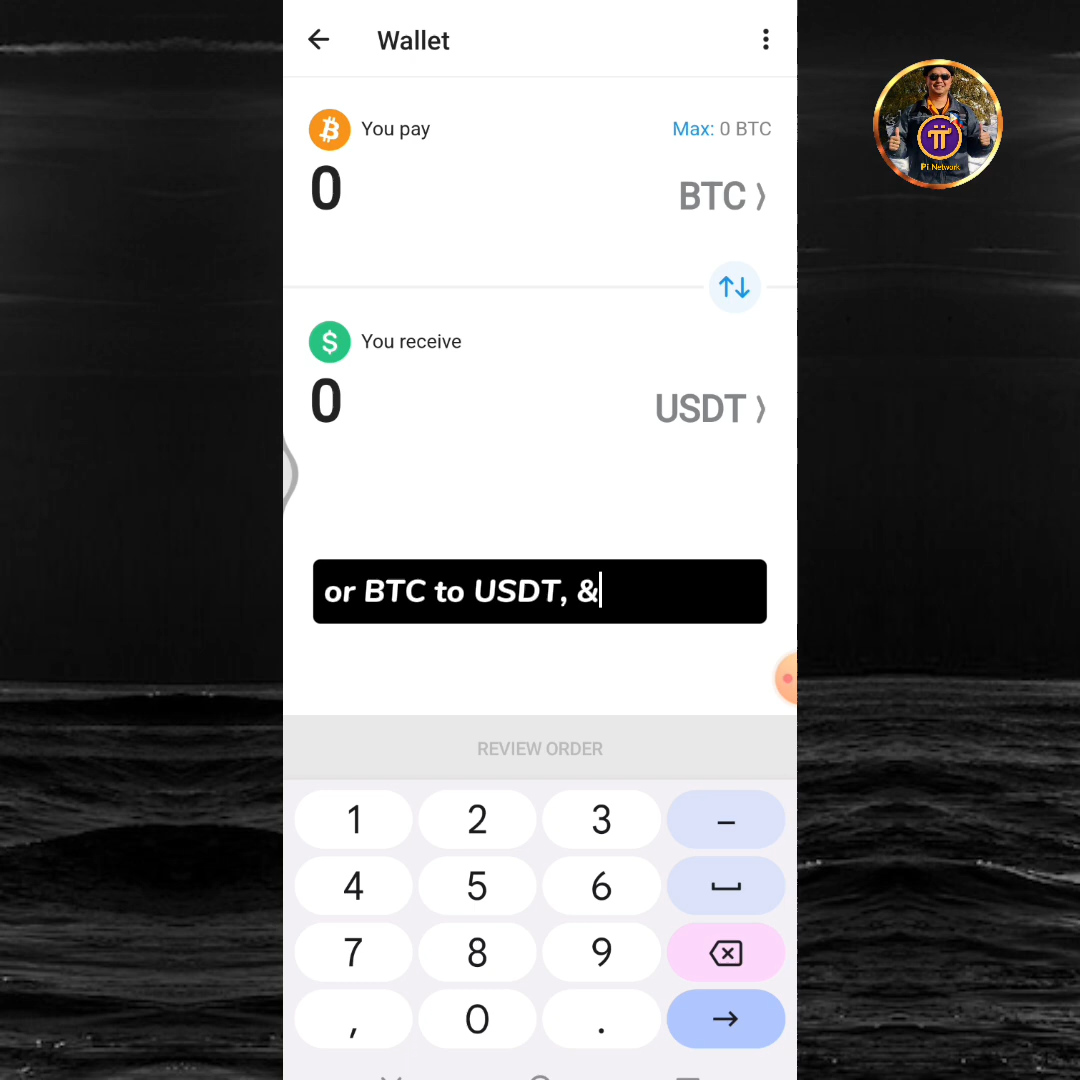 Wallet
You pay
Max: 0 BTC
0
BTC
You receive
0
USDT
or BTC to USDT, &
REVIEW ORDER
1 2 3 –
4 5 6
7 8 9
, 0 .
Pi Network